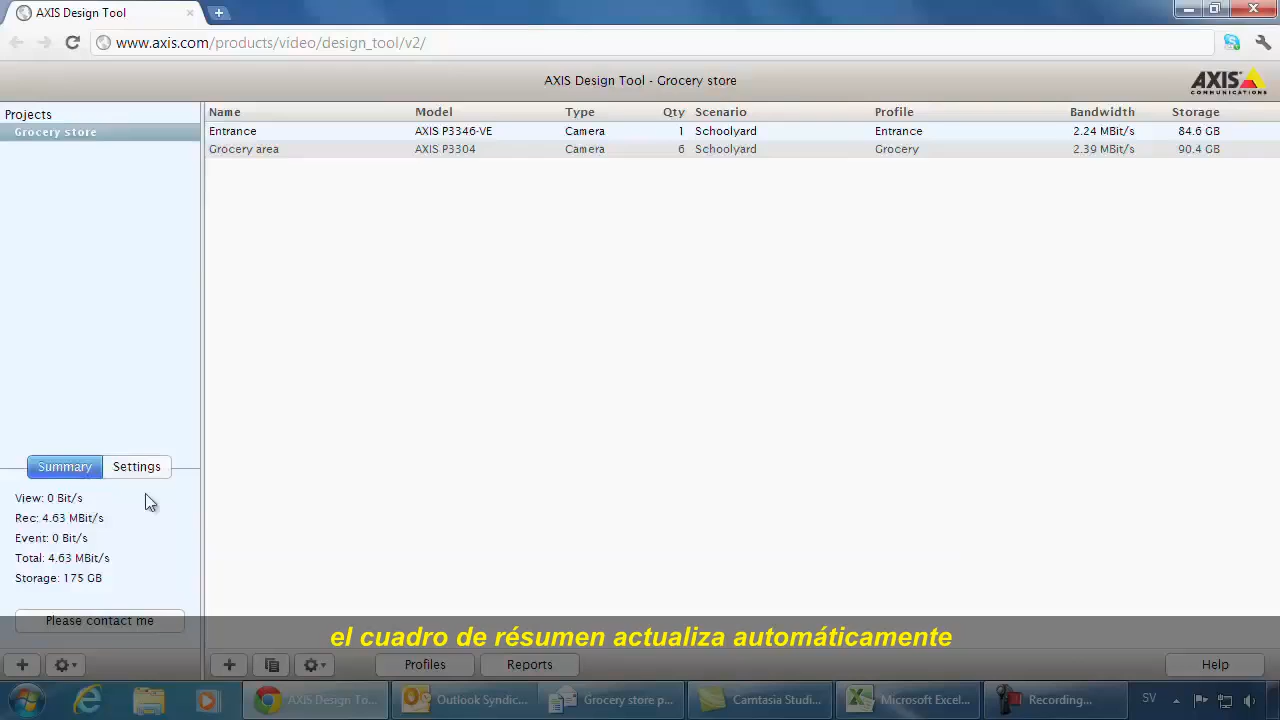 AXIS Design Tool
www.axis.com/products/video/design_tool/v2/
AXIS Design Tool - Grocery store
AXIS
COMMUNICATIONS
Projects
Grocery store
Name Model Type Qty Scenario Profile Bandwidth Storage
Entrance AXIS P3346-VE Camera 1 Schoolyard Entrance 2.24 MBit/s 84.6 GB
Grocery area AXIS P3304 Camera 6 Schoolyard Grocery 2.39 MBit/s 90.4 GB
Summary Settings
View: 0 Bit/s
Rec: 4.63 MBit/s
Event: 0 Bit/s
Total: 4.63 MBit/s
Storage: 175 GB
Please contact me
el cuadro de résumen actualiza automáticamente
Profiles Reports Help
AXIS Design To... Outlook Syndic... Grocery store p... Camtasia Studi... Microsoft Excel... Recording... SV